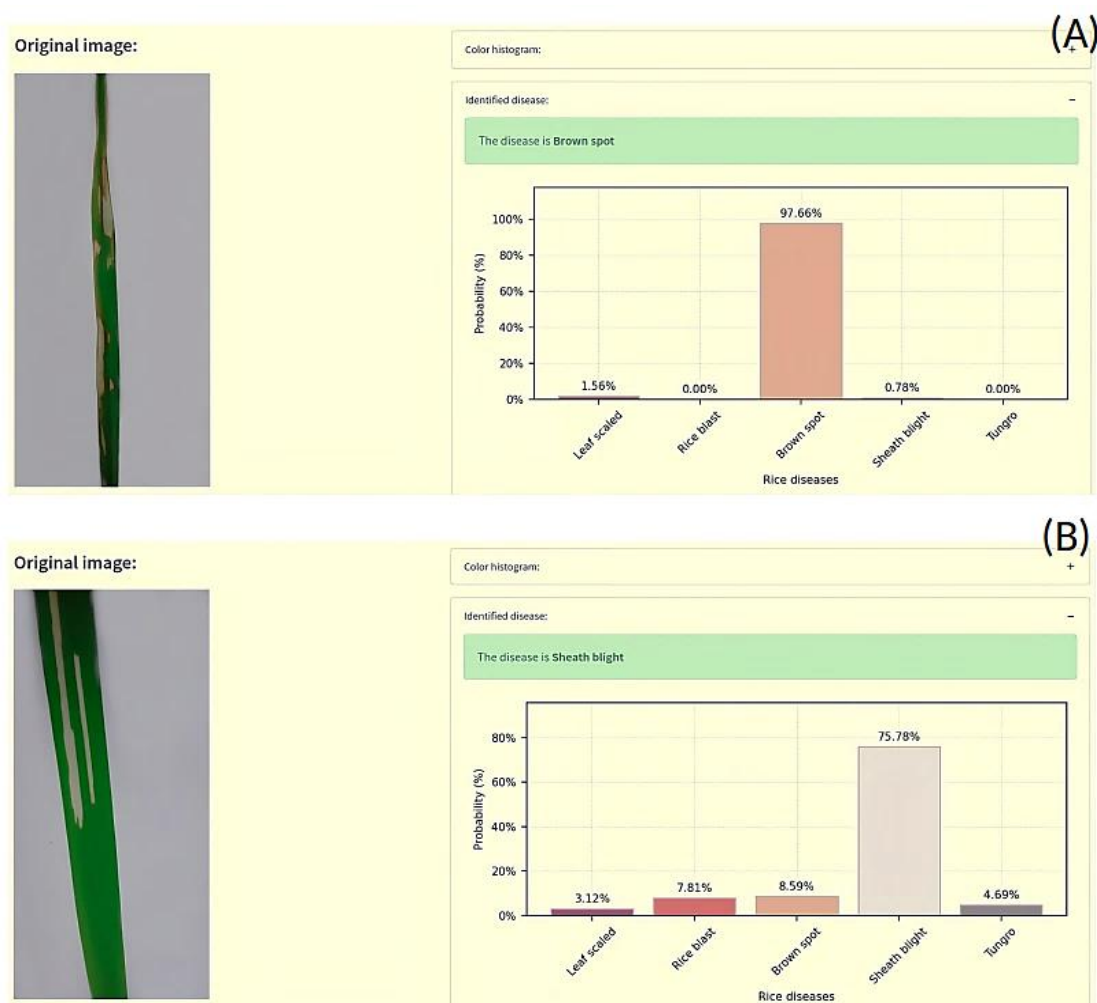 (A)
Original image:
Color histogram:
+
Identified disease:
−
The disease is Brown spot
97.66%
100%
80%
60%
40%
20%
0%
Probability (%)
1.56%
0.00%
0.78%
0.00%
Leaf scaled
Rice blast
Brown spot
Sheath blight
Tungro
Rice diseases
(B)
Original image:
Color histogram:
+
Identified disease:
−
The disease is Sheath blight
75.78%
80%
60%
40%
20%
0%
Probability (%)
3.12%
7.81%
8.59%
4.69%
Leaf scaled
Rice blast
Brown spot
Sheath blight
Tungro
Rice diseases